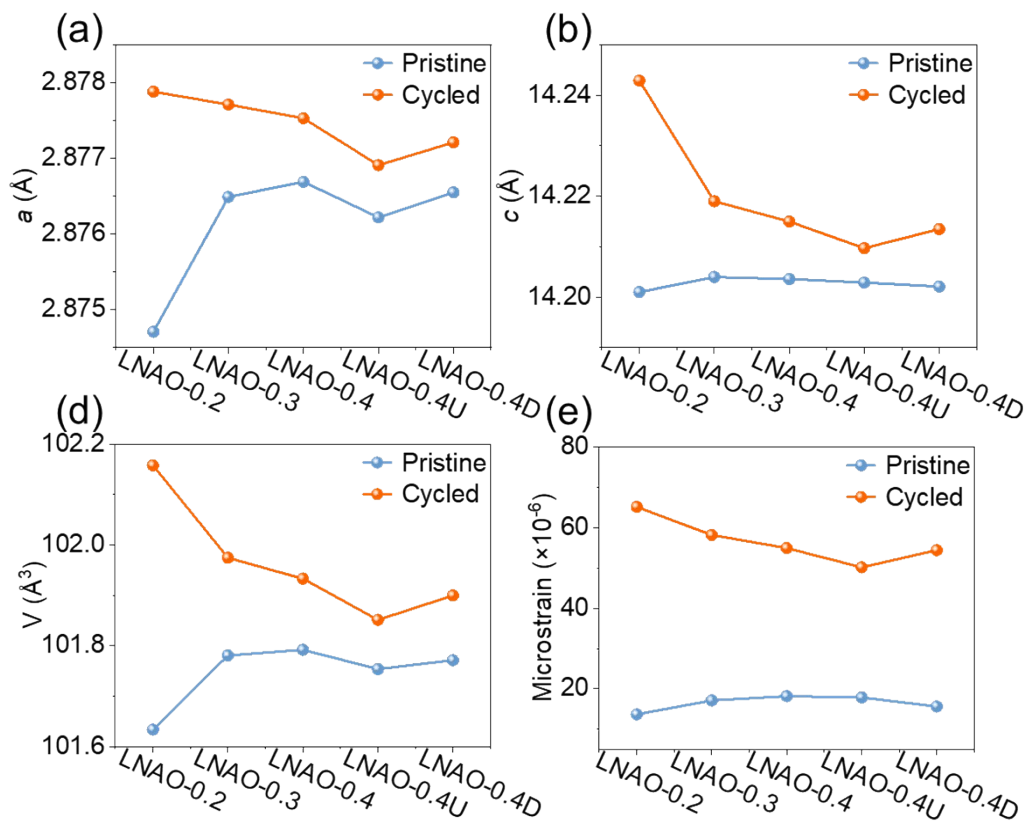 (a)
Pristine
Cycled
2.878
2.877
2.876
2.875
a (Å)
LNAO-0.2
LNAO-0.3
LNAO-0.4
LNAO-0.4U
LNAO-0.4D
(b)
Pristine
Cycled
14.24
14.22
14.20
c (Å)
LNAO-0.2
LNAO-0.3
LNAO-0.4
LNAO-0.4U
LNAO-0.4D
(d)
Pristine
Cycled
102.2
102.0
101.8
101.6
V (Å³)
LNAO-0.2
LNAO-0.3
LNAO-0.4
LNAO-0.4U
LNAO-0.4D
(e)
Pristine
Cycled
80
60
40
20
Microstrain (×10⁻⁶)
LNAO-0.2
LNAO-0.3
LNAO-0.4
LNAO-0.4U
LNAO-0.4D